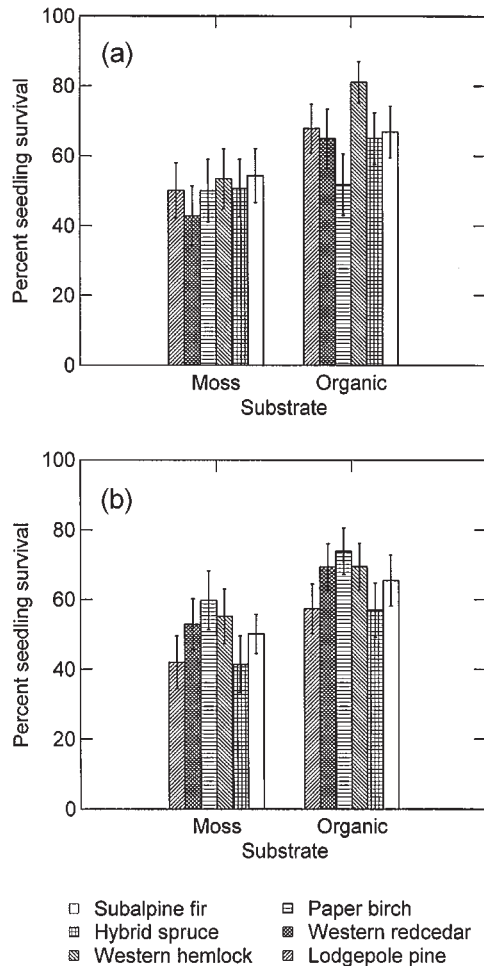 100
80
60
40
20
0
Percent seedling survival
(a)
Moss
Organic
Substrate
100
80
60
40
20
0
Percent seedling survival
(b)
Moss
Organic
Substrate
Subalpine fir
Paper birch
Hybrid spruce
Western redcedar
Western hemlock
Lodgepole pine